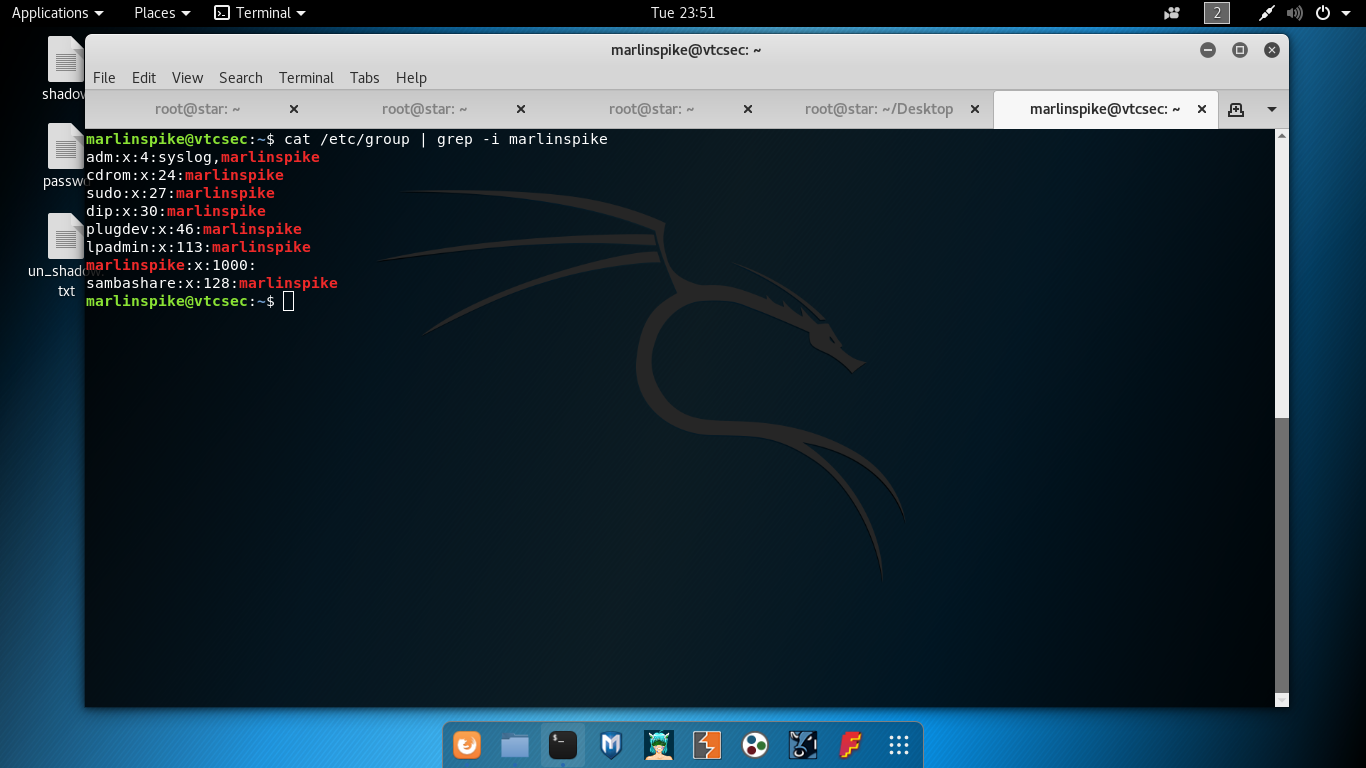 Applications Places Terminal Tue 23:51 2
marlinspike@vtcsec: ~
File Edit View Search Terminal Tabs Help
root@star: ~ root@star: ~ root@star: ~ root@star: ~/Desktop marlinspike@vtcsec: ~
shadow
passw
un_shadow.
txt
marlinspike@vtcsec:~$ cat /etc/group | grep -i marlinspike
adm:x:4:syslog,marlinspike
cdrom:x:24:marlinspike
sudo:x:27:marlinspike
dip:x:30:marlinspike
plugdev:x:46:marlinspike
lpadmin:x:113:marlinspike
marlinspike:x:1000:
sambashare:x:128:marlinspike
marlinspike@vtcsec:~$